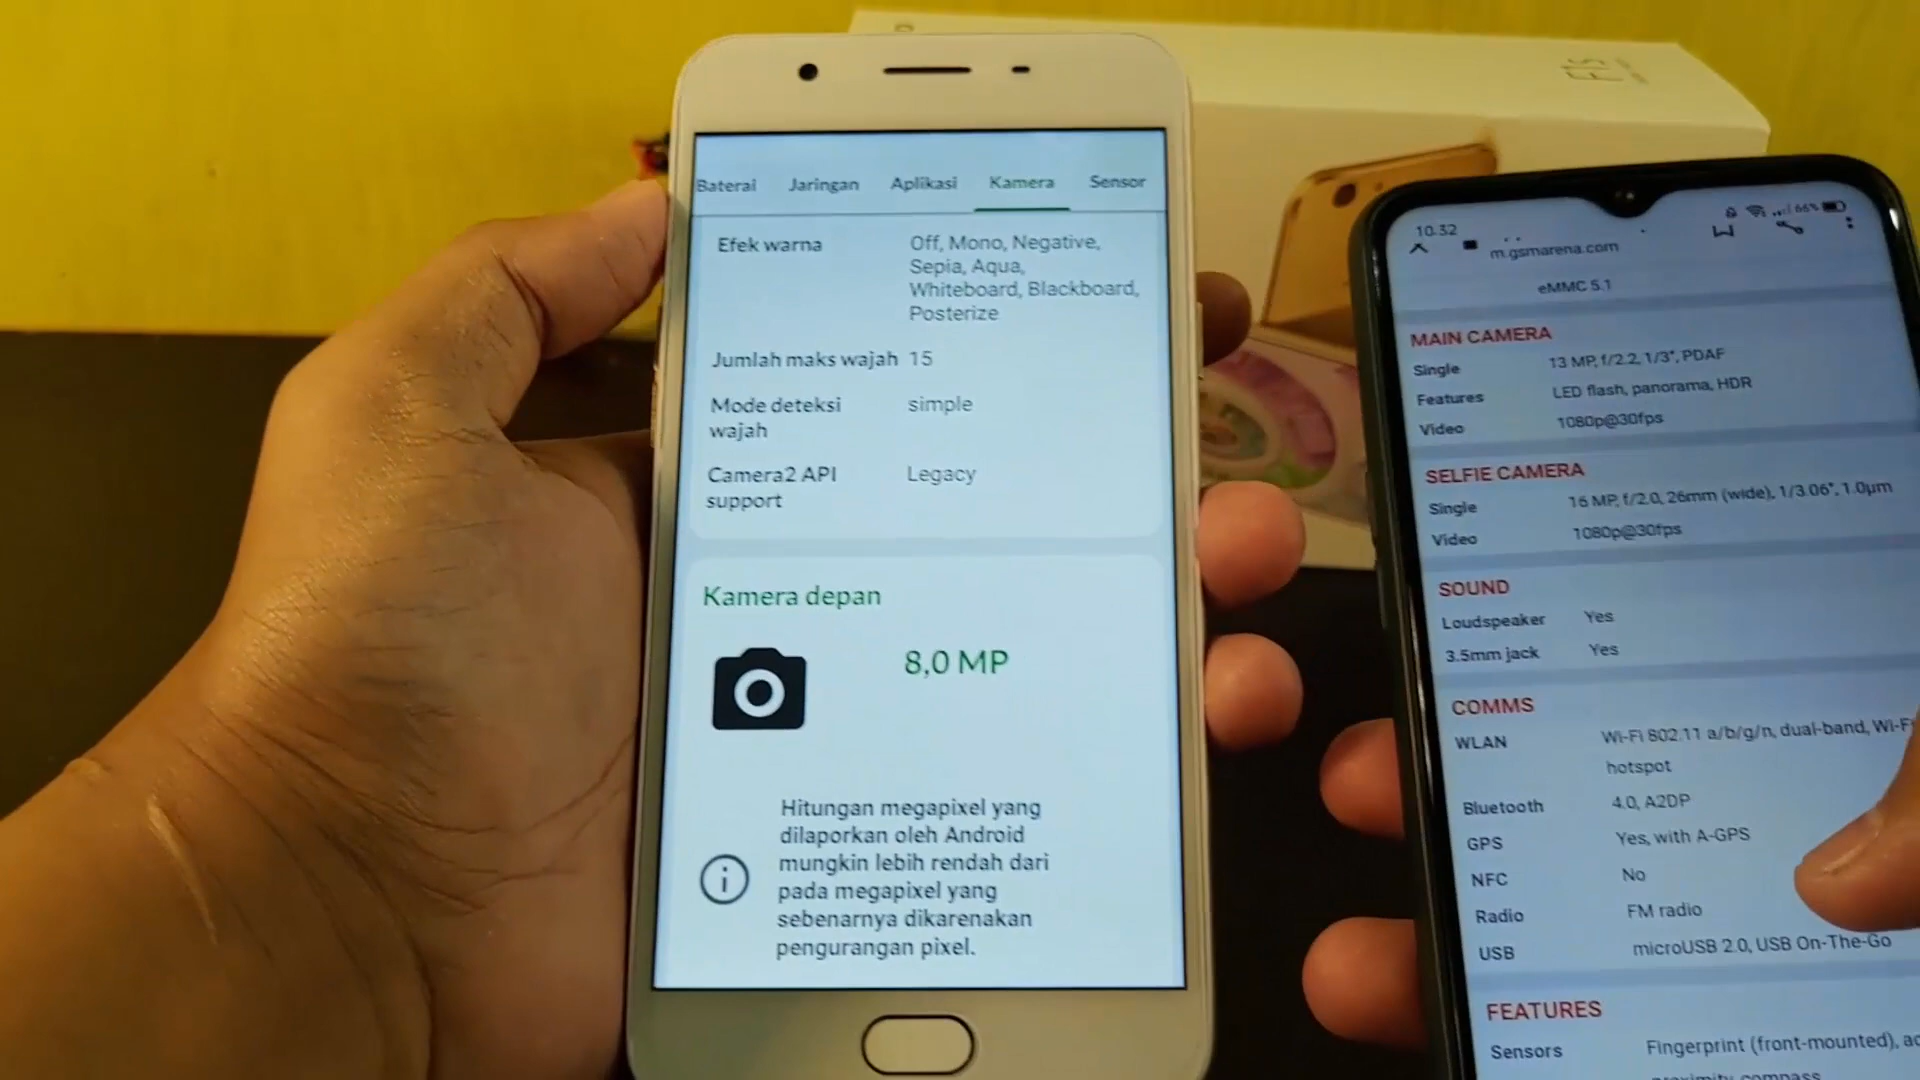 F1s
Baterai Jaringan Aplikasi Kamera Sensor
Efek warna Off, Mono, Negative,
Sepia, Aqua,
Whiteboard, Blackboard,
Posterize
Jumlah maks wajah 15
Mode deteksi simple
wajah
Camera2 API Legacy
support
Kamera depan
8,0 MP
Hitungan megapixel yang
dilaporkan oleh Android
mungkin lebih rendah dari
pada megapixel yang
sebenarnya dikarenakan
pengurangan pixel.
10.32 66%
m.gsmarena.com
eMMC 5.1
MAIN CAMERA
Single 13 MP, f/2.2, 1/3", PDAF
Features LED flash, panorama, HDR
Video 1080p@30fps
SELFIE CAMERA
Single 16 MP, f/2.0, 26mm (wide), 1/3.06", 1.0µm
Video 1080p@30fps
SOUND
Loudspeaker Yes
3.5mm jack Yes
COMMS
WLAN Wi-Fi 802.11 a/b/g/n, dual-band, Wi-F
hotspot
Bluetooth 4.0, A2DP
GPS Yes, with A-GPS
NFC No
Radio FM radio
USB microUSB 2.0, USB On-The-Go
FEATURES
Sensors Fingerprint (front-mounted), ac
proximity, compass